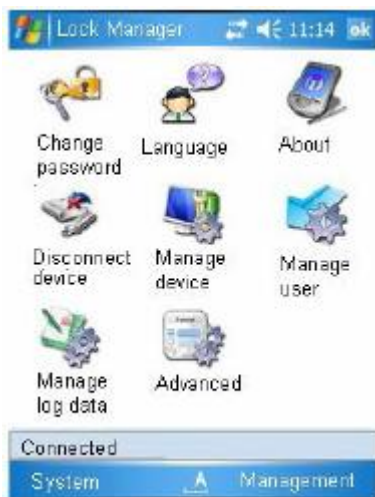 Lock Manager 11:14 ok
Change password
Language
About
Disconnect device
Manage device
Manage user
Manage log data
Advanced
Connected
System A Management